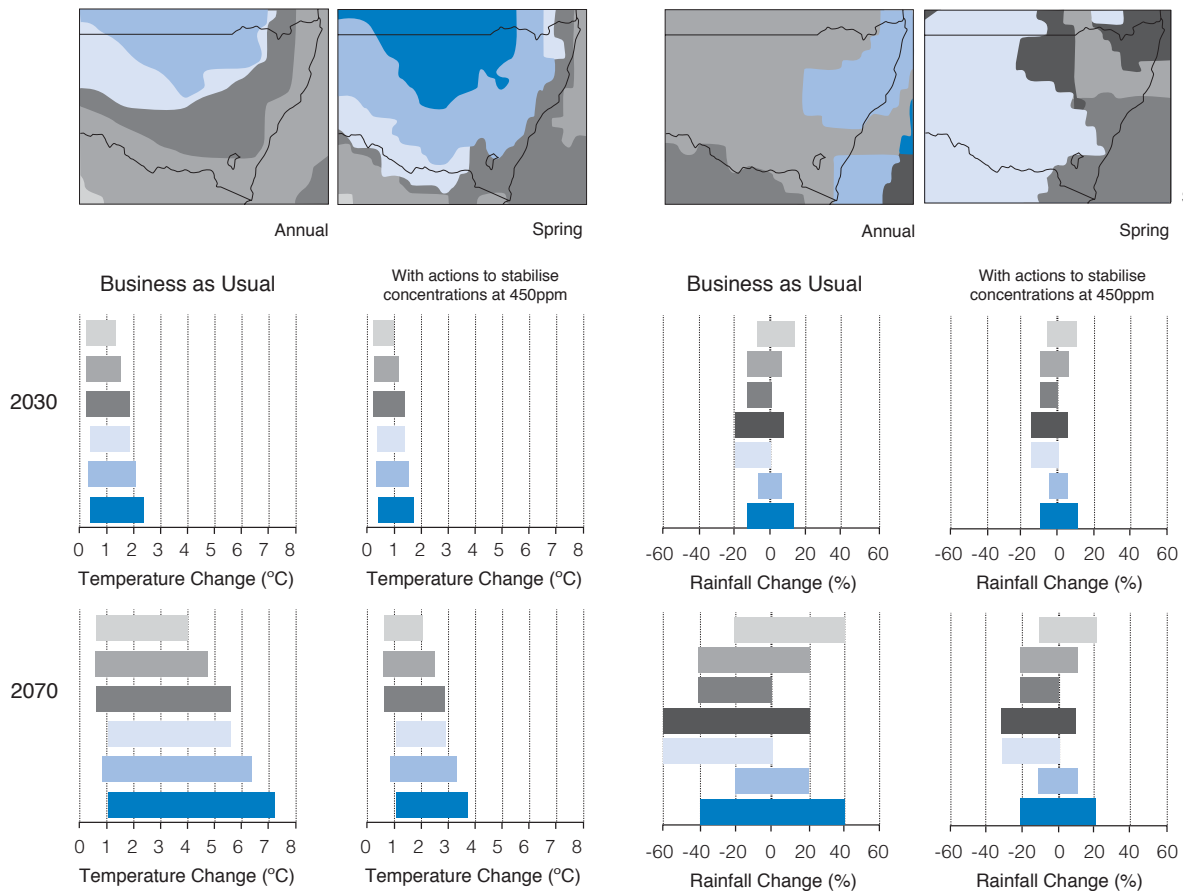 Annual
Spring
Annual
Spring
Business as Usual
With actions to stabilise
concentrations at 450ppm
Business as Usual
With actions to stabilise
concentrations at 450ppm
2030
0 1 2 3 4 5 6 7 8
0 1 2 3 4 5 6 7 8
-60 -40 -20 0 20 40 60
-60 -40 -20 0 20 40 60
Temperature Change (ºC)
Temperature Change (ºC)
Rainfall Change (%)
Rainfall Change (%)
2070
0 1 2 3 4 5 6 7 8
0 1 2 3 4 5 6 7 8
-60 -40 -20 0 20 40 60
-60 -40 -20 0 20 40 60
Temperature Change (ºC)
Temperature Change (ºC)
Rainfall Change (%)
Rainfall Change (%)